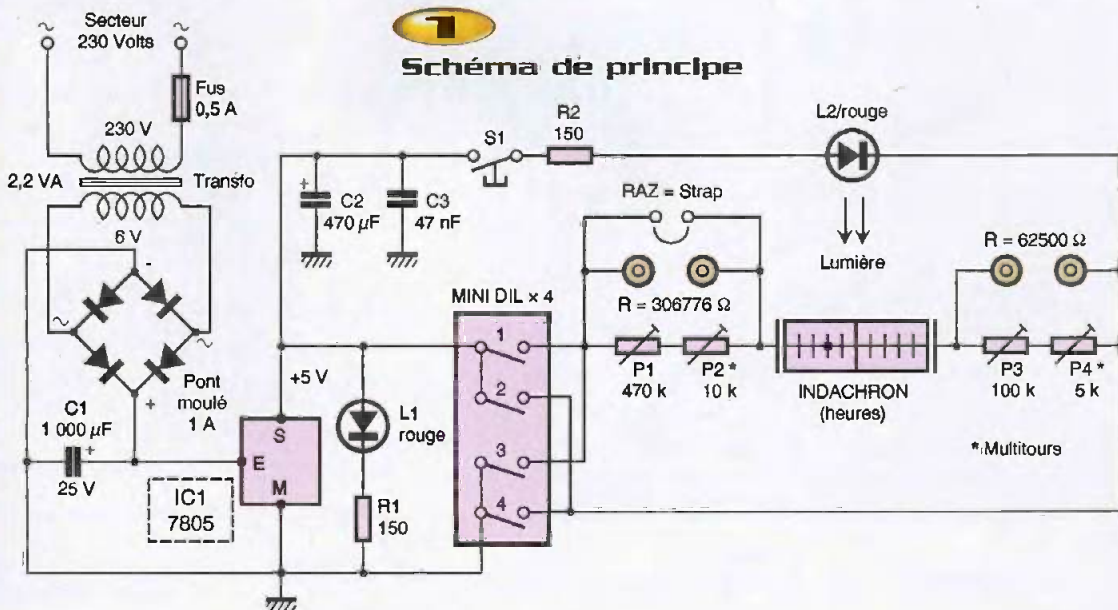 1
Schéma de principe
~
Secteur
230 Volts
~
Fus
0,5 A
230 V
2,2 VA
Transfo
6 V
-
~
~
Pont
moulé
1 A
+
C1
1 000 µF
+
25 V
IC1
7805
E
S
M
+5 V
L1
rouge
R1
150
+
C2
470 µF
C3
47 nF
S1
R2
150
L2/rouge
Lumière
RAZ = Strap
R = 306776 Ω
MINI DIL × 4
1
2
3
4
P1
470 k
P2 *
10 k
INDACHRON
(heures)
R = 62500 Ω
P3
100 k
P4 *
5 k
* Multitours